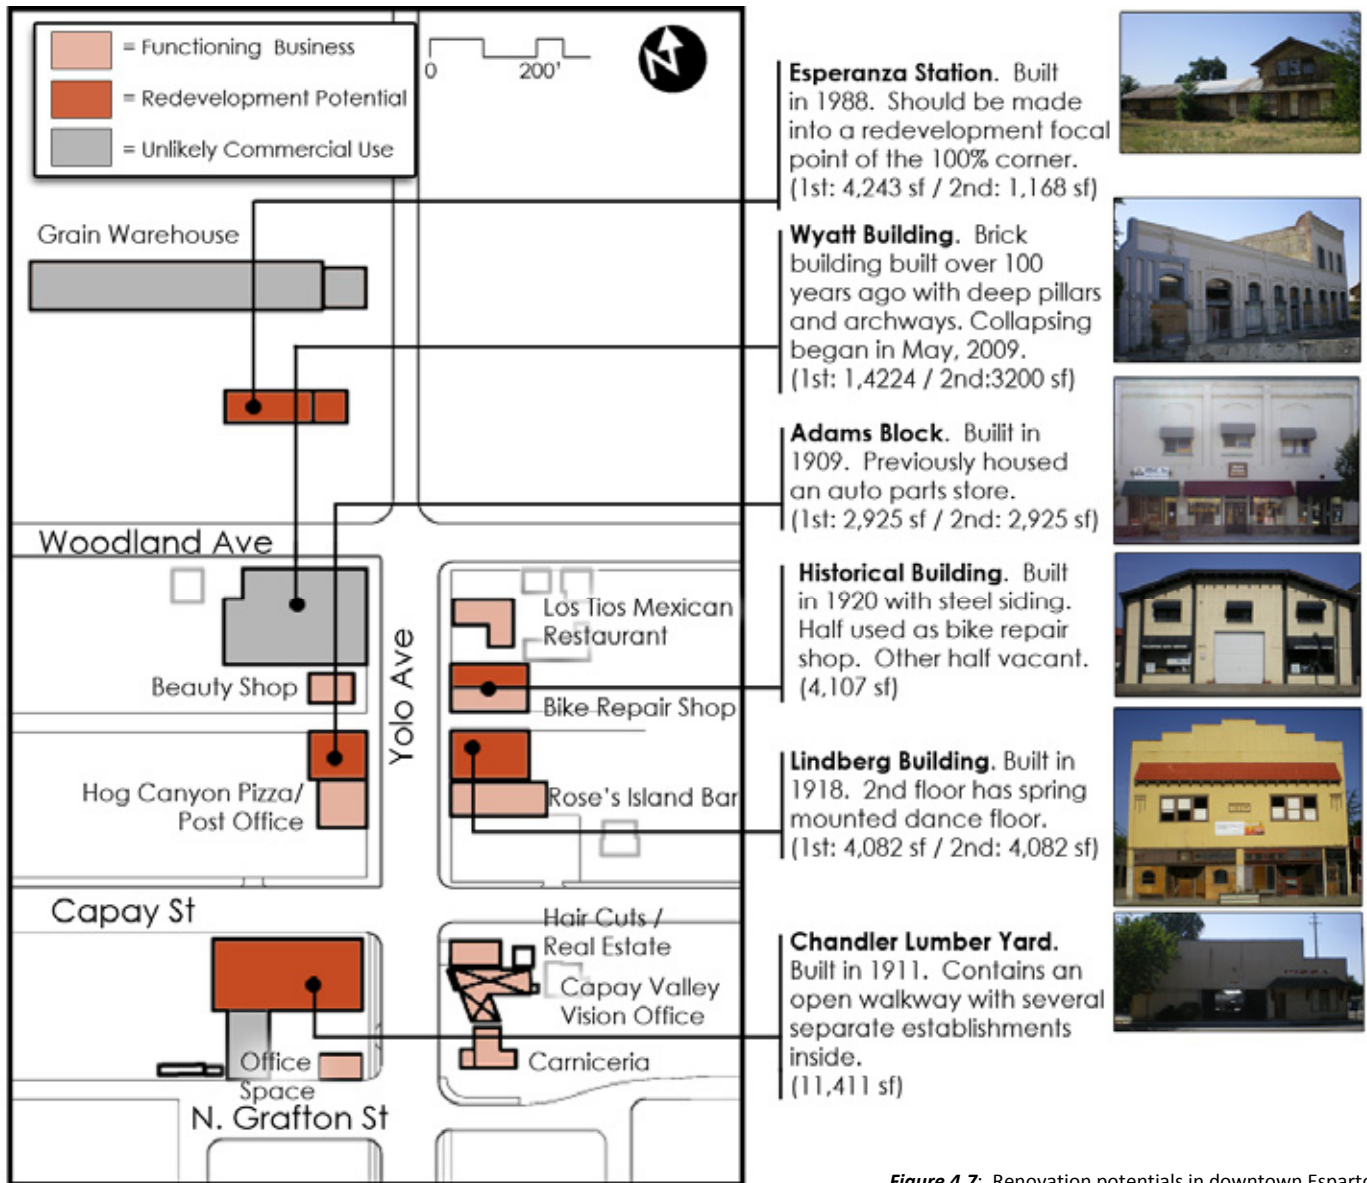 = Functioning Business
= Redevelopment Potential
= Unlikely Commercial Use
0 200'
N
Grain Warehouse
Woodland Ave
Beauty Shop
Hog Canyon Pizza/
Post Office
Yolo Ave
Los Tios Mexican
Restaurant
Bike Repair Shop
Rose's Island Bar
Capay St
Hair Cuts /
Real Estate
Capay Valley
Vision Office
Carniceria
Office
Space
N. Grafton St
Esperanza Station. Built
in 1988. Should be made
into a redevelopment focal
point of the 100% corner.
(1st: 4,243 sf / 2nd: 1,168 sf)
Wyatt Building. Brick
building built over 100
years ago with deep pillars
and archways. Collapsing
began in May, 2009.
(1st: 1,4224 / 2nd:3200 sf)
Adams Block. Builit in
1909. Previously housed
an auto parts store.
(1st: 2,925 sf / 2nd: 2,925 sf)
Historical Building. Built
in 1920 with steel siding.
Half used as bike repair
shop. Other half vacant.
(4,107 sf)
Lindberg Building. Built in
1918. 2nd floor has spring
mounted dance floor.
(1st: 4,082 sf / 2nd: 4,082 sf)
Chandler Lumber Yard.
Built in 1911. Contains an
open walkway with several
separate establishments
inside.
(11,411 sf)
Figure 4.7: Renovation potentials in downtown Esparto